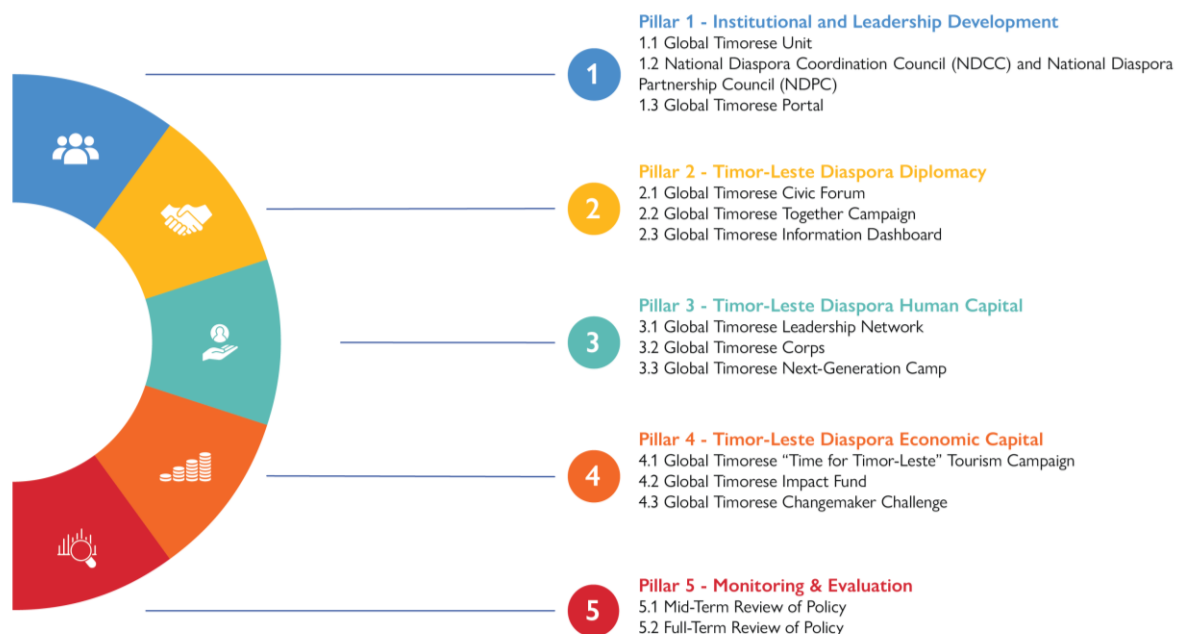 1
Pillar 1 - Institutional and Leadership Development
1.1 Global Timorese Unit
1.2 National Diaspora Coordination Council (NDCC) and National Diaspora
Partnership Council (NDPC)
1.3 Global Timorese Portal
2
Pillar 2 - Timor-Leste Diaspora Diplomacy
2.1 Global Timorese Civic Forum
2.2 Global Timorese Together Campaign
2.3 Global Timorese Information Dashboard
3
Pillar 3 - Timor-Leste Diaspora Human Capital
3.1 Global Timorese Leadership Network
3.2 Global Timorese Corps
3.3 Global Timorese Next-Generation Camp
4
Pillar 4 - Timor-Leste Diaspora Economic Capital
4.1 Global Timorese “Time for Timor-Leste” Tourism Campaign
4.2 Global Timorese Impact Fund
4.3 Global Timorese Changemaker Challenge
5
Pillar 5 - Monitoring & Evaluation
5.1 Mid-Term Review of Policy
5.2 Full-Term Review of Policy